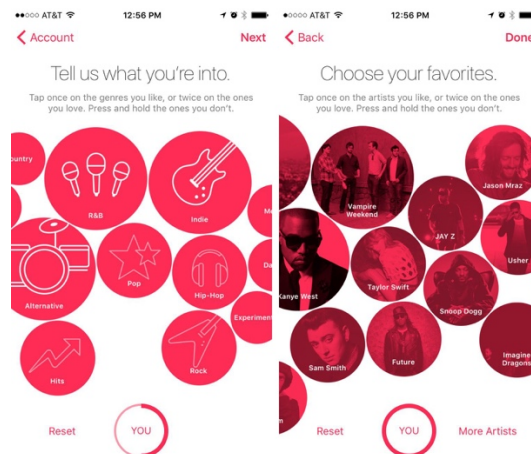 AT&T 12:56 PM
Account Next
Tell us what you're into.
Tap once on the genres you like, or twice on the ones
you love. Press and hold the ones you don't.
R&B
Indie
Alternative
Pop
Hip-Hop
Hits
Rock
Reset YOU
AT&T 12:56 PM
Back Done
Choose your favorites.
Tap once on the artists you like, or twice on the ones
you love. Press and hold the ones you don't.
Vampire
Weekend
Jason Mraz
JAY Z
Usher
Kanye West
Taylor Swift
Snoop Dogg
Sam Smith
Future
Imagine
Dragons
Reset YOU More Artists